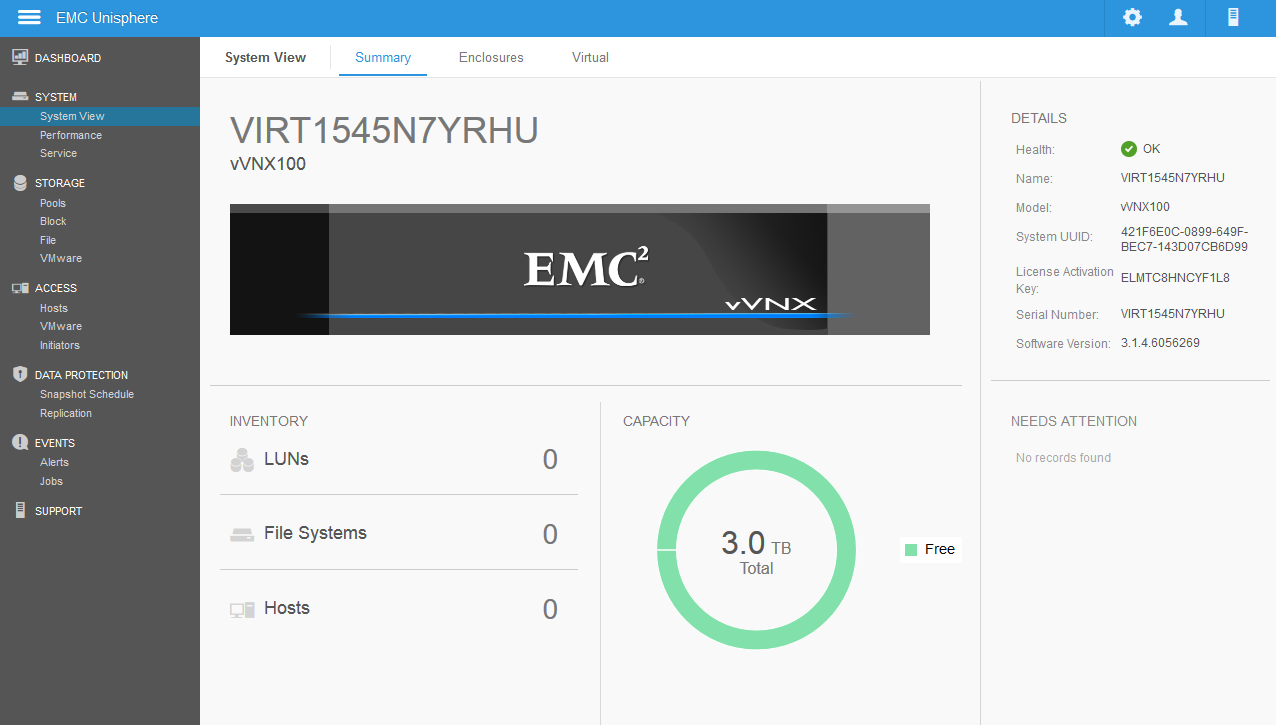 EMC Unisphere
DASHBOARD
SYSTEM
System View
Performance
Service
STORAGE
Pools
Block
File
VMware
ACCESS
Hosts
VMware
Initiators
DATA PROTECTION
Snapshot Schedule
Replication
EVENTS
Alerts
Jobs
SUPPORT
System View
Summary
Enclosures
Virtual
VIRT1545N7YRHU
vVNX100
EMC²®
vVNX
INVENTORY
LUNs 0
File Systems 0
Hosts 0
CAPACITY
3.0 TB
Total
Free
DETAILS
Health: OK
Name: VIRT1545N7YRHU
Model: vVNX100
System UUID: 421F6E0C-0899-649F-
BEC7-143D07CB6D99
License Activation
Key: ELMTC8HNCYF1L8
Serial Number: VIRT1545N7YRHU
Software Version: 3.1.4.6056269
NEEDS ATTENTION
No records found